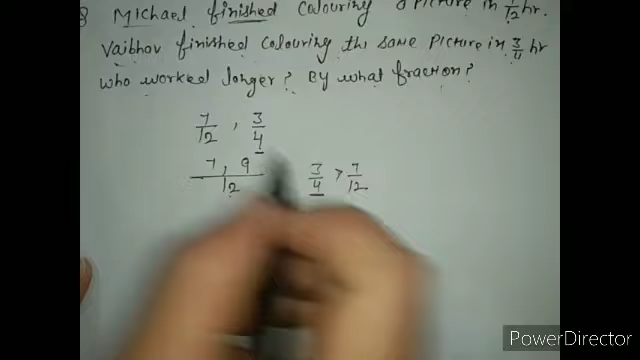 Michael finished Colouring a picture in 7/12 hr.
Vaibhav finished Colouring the same Picture in 3/4 hr
who worked longer? By what fraction?
7/12 , 3/4
7, 9
12
3/4 > 7/12
PowerDirector